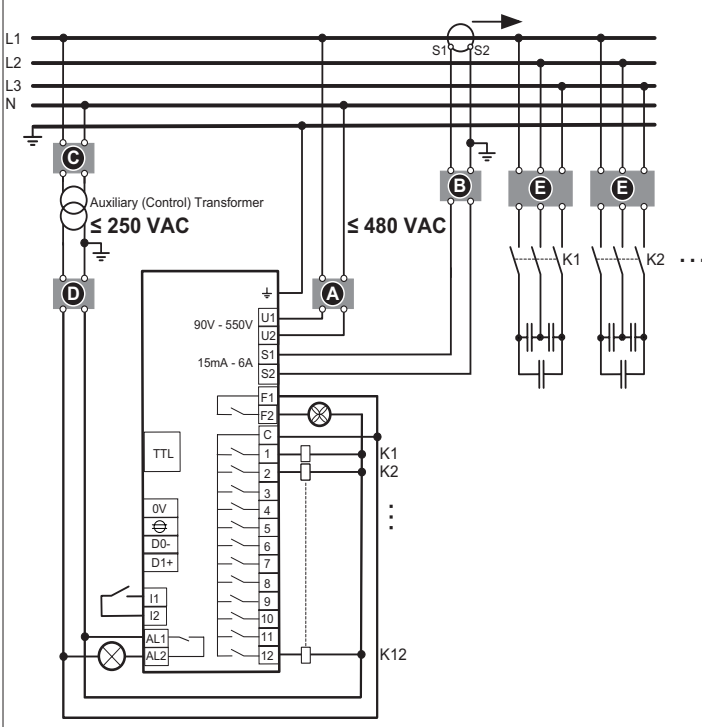 L1
S1 S2
L2
L3
N
C
B
E
E
Auxiliary (Control) Transformer
≤ 250 VAC
≤ 480 VAC
K1
K2 ...
D
A
90V - 550V
U1
U2
15mA - 6A
S1
S2
F1
F2
C
TTL
1
K1
2
K2
3
0V
4
5
D0-
6
D1+
7
8
I1
9
I2
10
AL1
11
AL2
12
K12